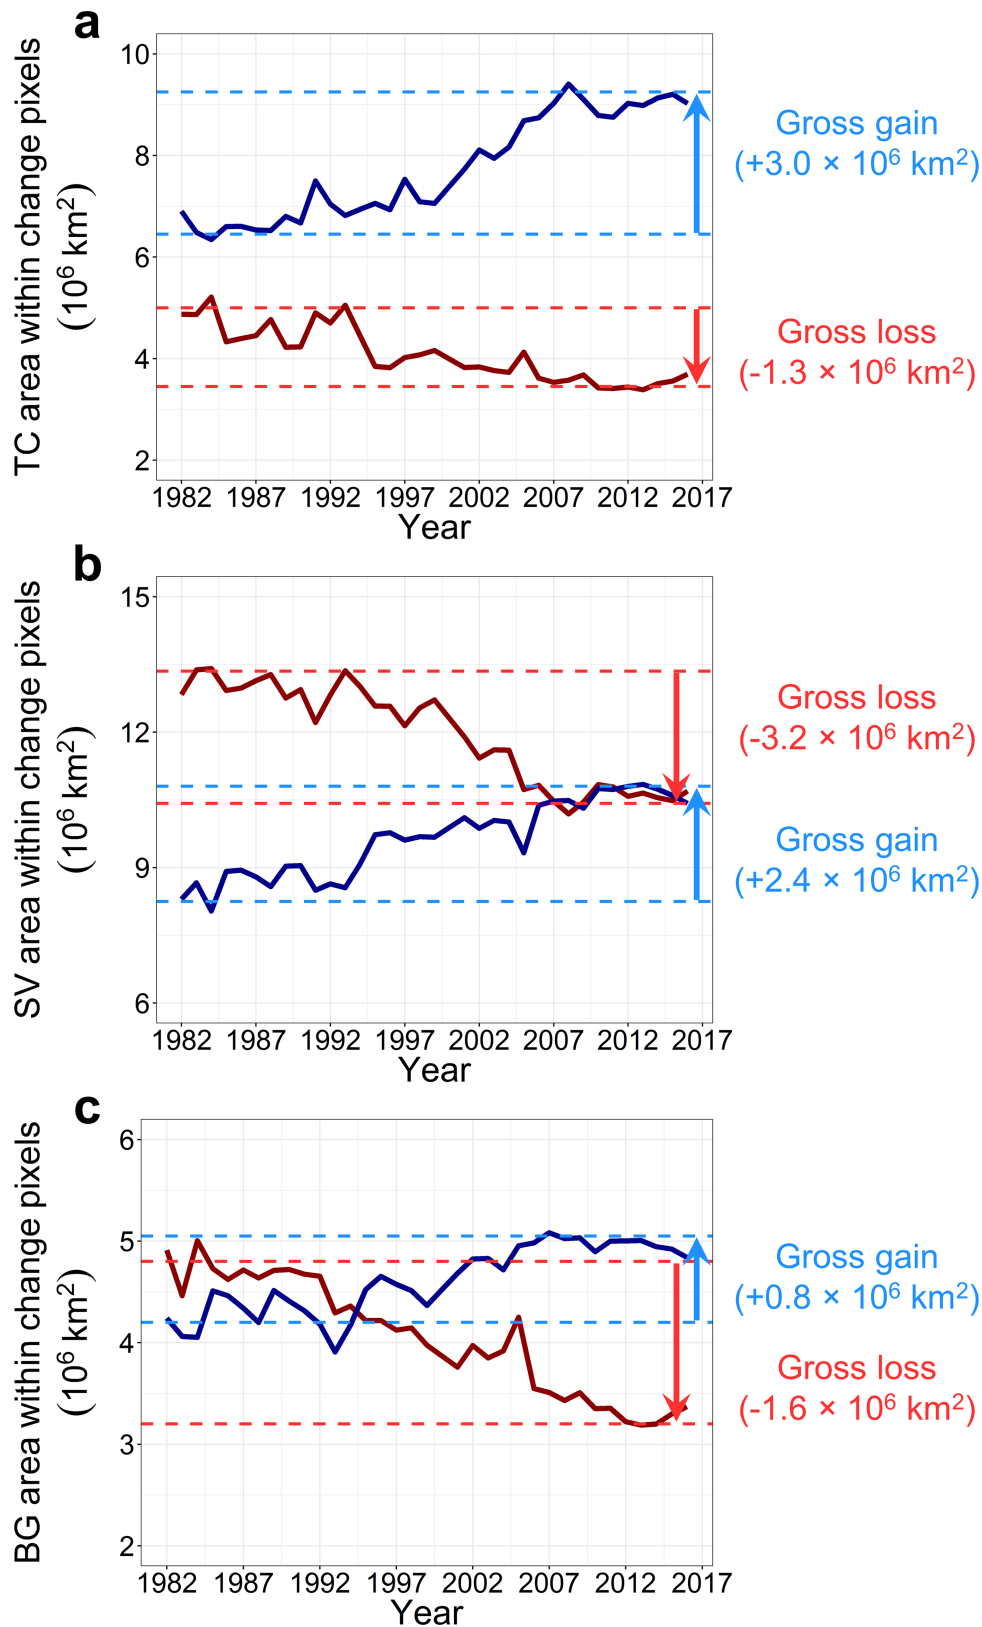 a
TC area within change pixels
(10⁶ km²)
10
8
6
4
2
1982 1987 1992 1997 2002 2007 2012 2017
Year
Gross gain
(+3.0 × 10⁶ km²)
Gross loss
(-1.3 × 10⁶ km²)
b
SV area within change pixels
(10⁶ km²)
15
12
9
6
1982 1987 1992 1997 2002 2007 2012 2017
Year
Gross loss
(-3.2 × 10⁶ km²)
Gross gain
(+2.4 × 10⁶ km²)
c
BG area within change pixels
(10⁶ km²)
6
5
4
3
2
1982 1987 1992 1997 2002 2007 2012 2017
Year
Gross gain
(+0.8 × 10⁶ km²)
Gross loss
(-1.6 × 10⁶ km²)